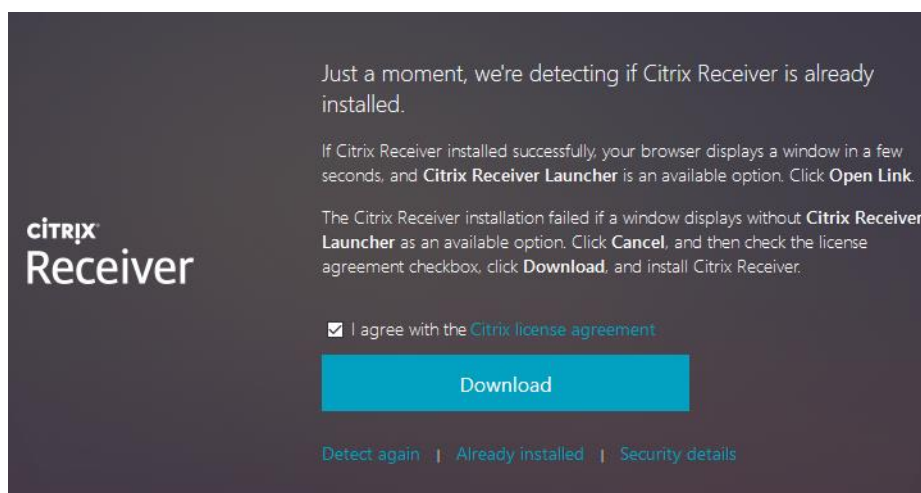 Just a moment, we're detecting if Citrix Receiver is already
installed.
If Citrix Receiver installed successfully, your browser displays a window in a few
seconds, and Citrix Receiver Launcher is an available option. Click Open Link.
The Citrix Receiver installation failed if a window displays without Citrix Receiver
Launcher as an available option. Click Cancel, and then check the license
agreement checkbox, click Download, and install Citrix Receiver.
CİTRIX
Receiver
I agree with the Citrix license agreement
Download
Detect again | Already installed | Security details